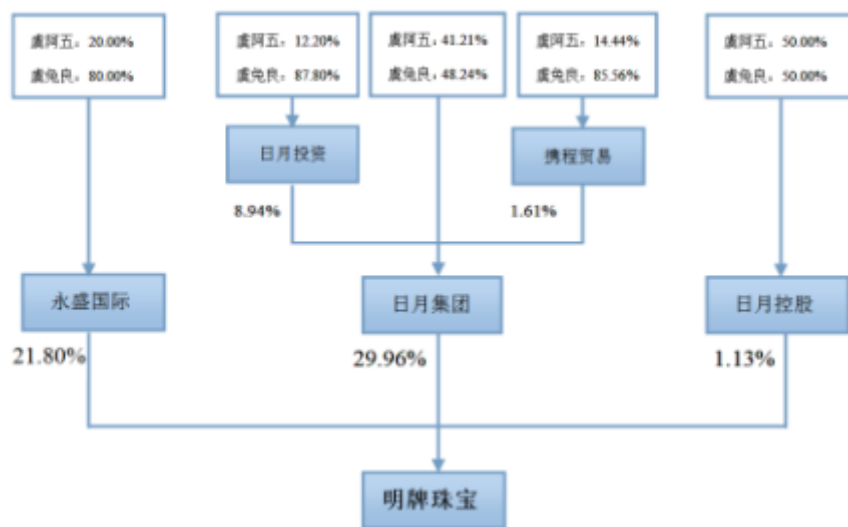 虞阿五：20.00%
虞兔良：80.00%
虞阿五：12.20%
虞兔良：87.80%
虞阿五：41.21%
虞兔良：48.24%
虞阿五：14.44%
虞兔良：85.56%
虞阿五：50.00%
虞兔良：50.00%
日月投资
携程贸易
8.94%
1.61%
永盛国际
日月集团
日月控股
21.80%
29.96%
1.13%
明牌珠宝